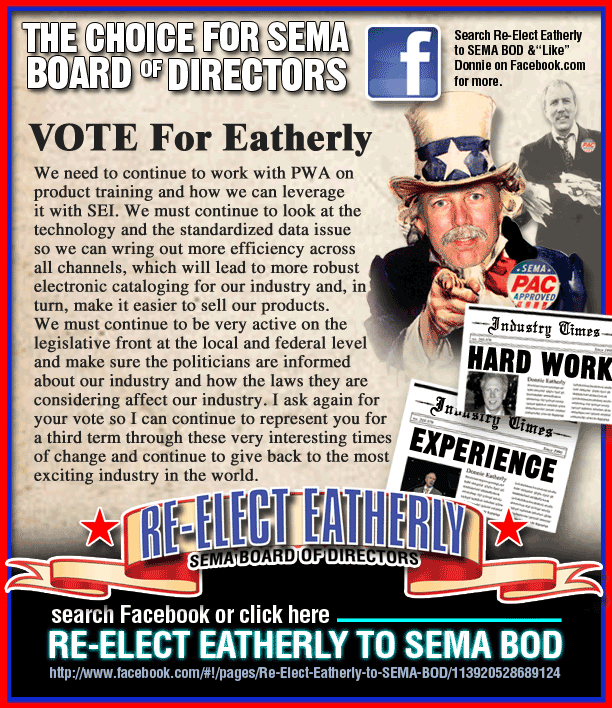 THE CHOICE FOR SEMA
BOARD OF DIRECTORS
f
Search Re-Elect Eatherly
to SEMA BOD &“Like”
Donnie on Facebook.com
for more.
VOTE For Eatherly
We need to continue to work with PWA on
product training and how we can leverage
it with SEI. We must continue to look at the
technology and the standardized data issue
so we can wring out more efficiency across
all channels, which will lead to more robust
electronic cataloging for our industry and, in
turn, make it easier to sell our products.
We must continue to be very active on the
legislative front at the local and federal level
and make sure the politicians are informed
about our industry and how the laws they are
considering affect our industry. I ask again for
your vote so I can continue to represent you for
a third term through these very interesting times
of change and continue to give back to the most
exciting industry in the world.
PAC
SEMA
PAC
APPROVED
Industry Times
HARD WORK
Donnie Eatherly
Industry Times
EXPERIENCE
Donnie Eatherly
RE-ELECT EATHERLY
SEMA BOARD OF DIRECTORS
search Facebook or click here
RE-ELECT EATHERLY TO SEMA BOD
http://www.facebook.com/#!/pages/Re-Elect-Eatherly-to-SEMA-BOD/113920528689124